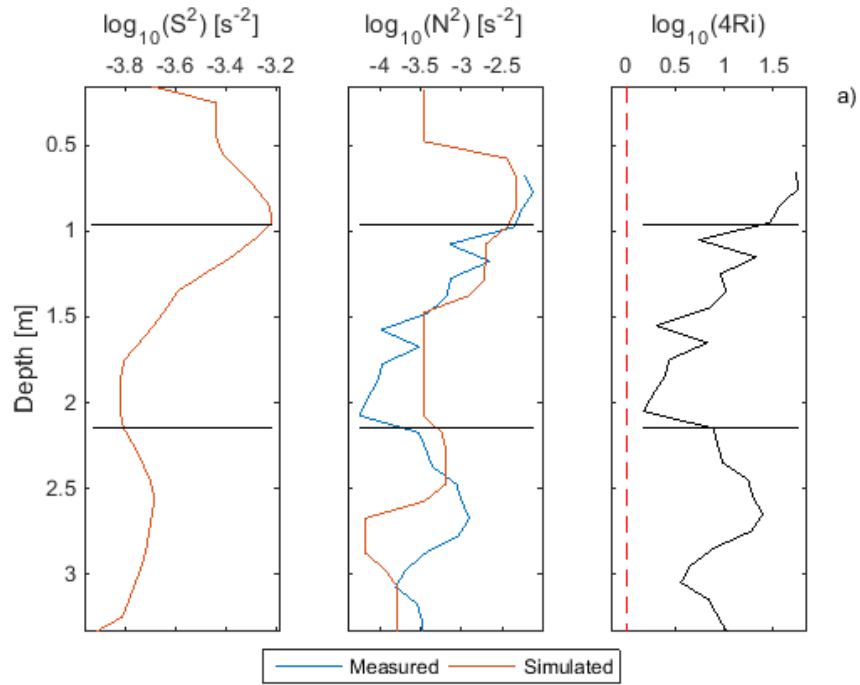 log10(S2) [s-2] log10(N2) [s-2] log10(4Ri)
-3.8 -3.6 -3.4 -3.2 -4 -3.5 -3 -2.5 0 0.5 1 1.5
a)
0.5
1
1.5
2
2.5
3
Depth [m]
Measured Simulated